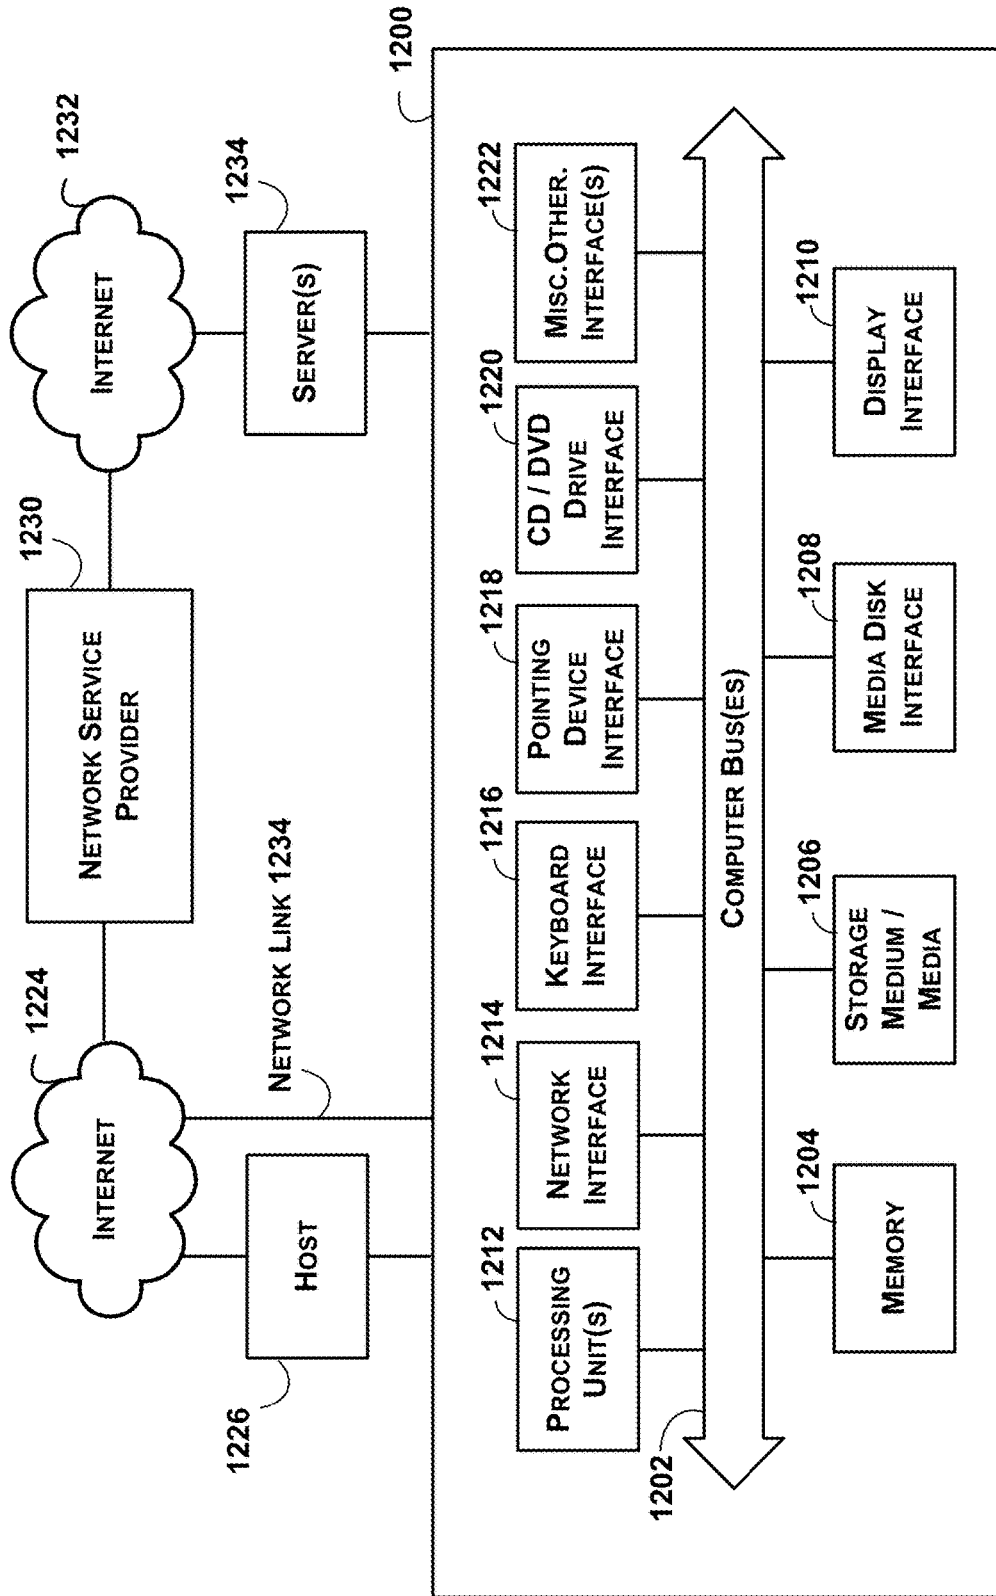 INTERNET
1224
NETWORK SERVICE
PROVIDER
1230
INTERNET
1232
HOST
1226
NETWORK LINK 1234
SERVER(S)
1234
1200
PROCESSING
UNIT(S)
1212
NETWORK
INTERFACE
1214
KEYBOARD
INTERFACE
1216
POINTING
DEVICE
INTERFACE
1218
CD / DVD
DRIVE
INTERFACE
1220
MISC.OTHER.
INTERFACE(S)
1222
1202
COMPUTER BUS(ES)
MEMORY
1204
STORAGE
MEDIUM /
MEDIA
1206
MEDIA DISK
INTERFACE
1208
DISPLAY
INTERFACE
1210